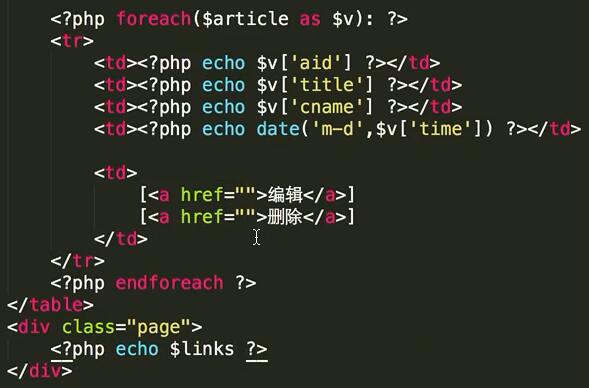 <?php foreach($article as $v): ?>
<tr>
<td><?php echo $v['aid'] ?></td>
<td><?php echo $v['title'] ?></td>
<td><?php echo $v['cname'] ?></td>
<td><?php echo date('m-d',$v['time']) ?></td>
<td>
[<a href="">编辑</a>]
[<a href="">删除</a>]
</td>
</tr>
<?php endforeach ?>
</table>
<div class="page">
<?php echo $links ?>
</div>